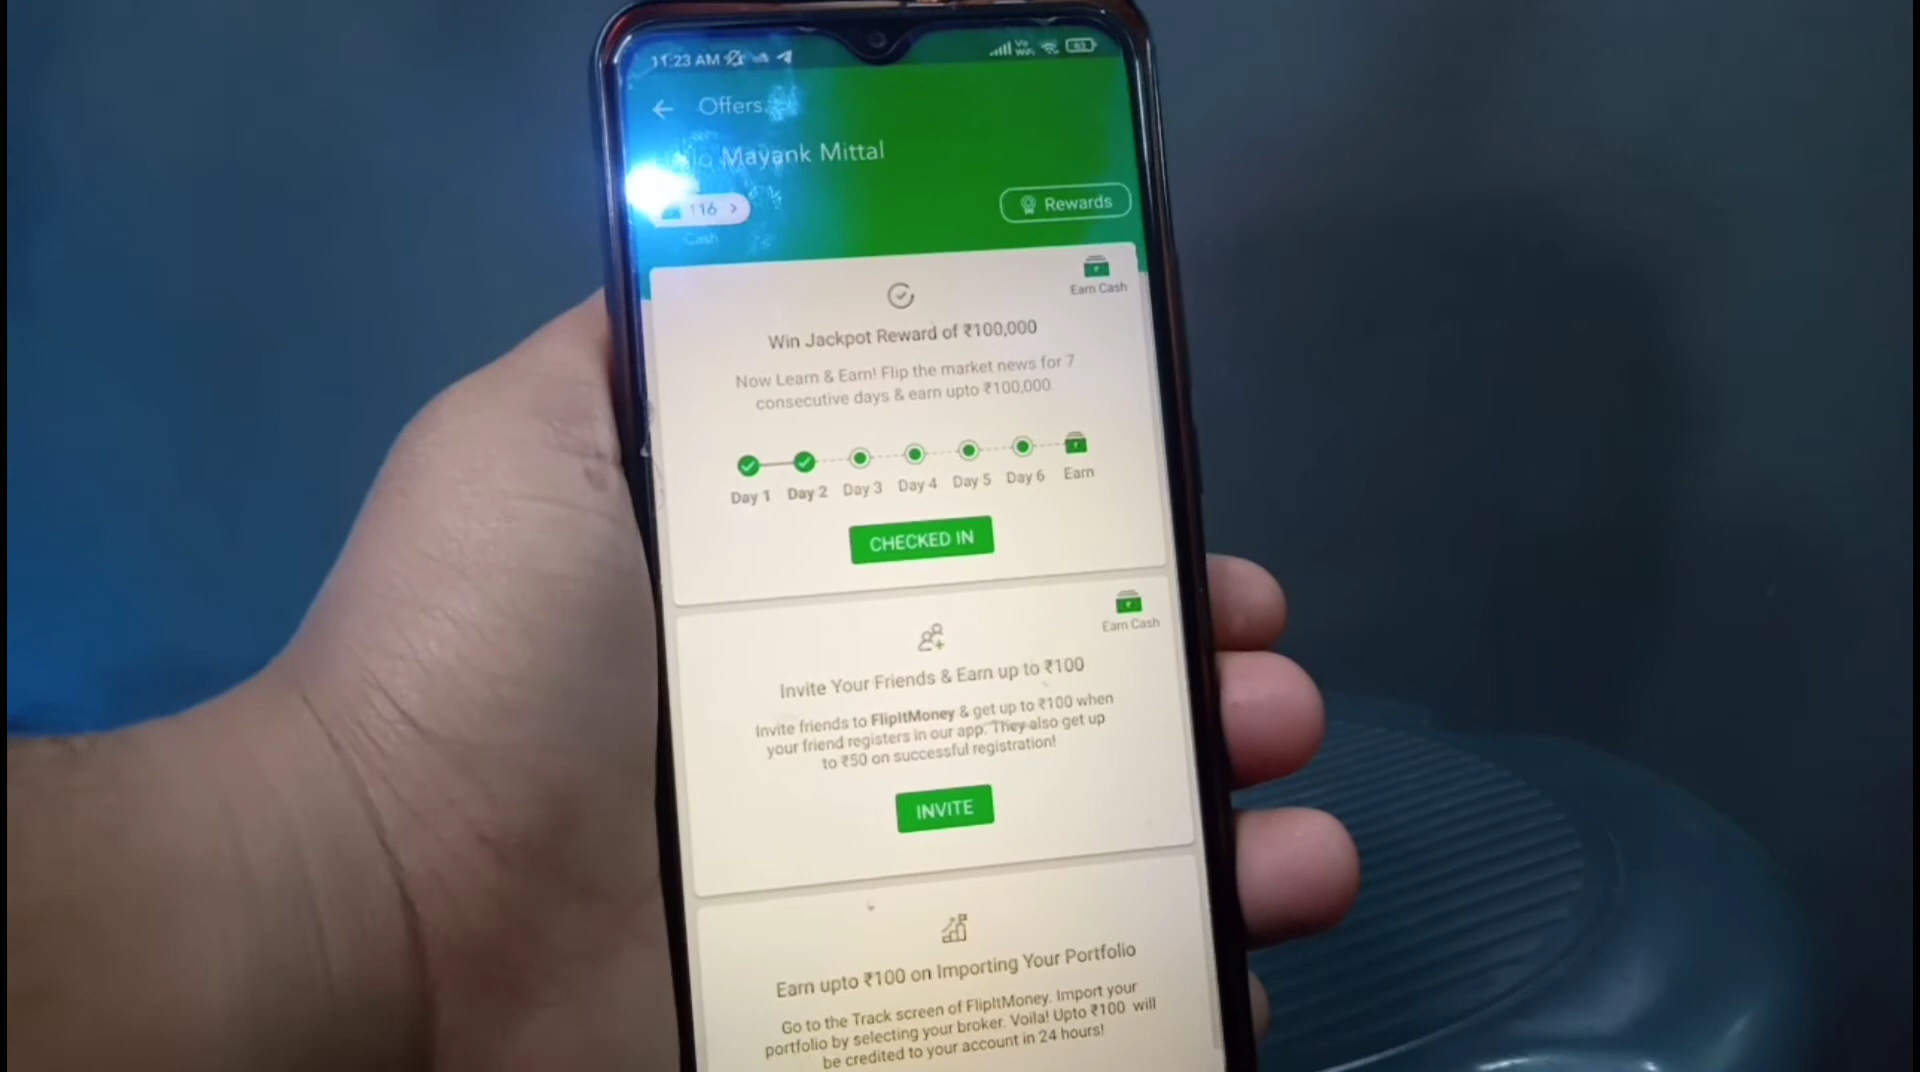 11:23 AM
Vo
WiFi
63
Offers
Mayank Mittal
116 >
Cash
Rewards
Earn Cash
Win Jackpot Reward of ₹100,000
Now Learn & Earn! Flip the market news for 7
consecutive days & earn upto ₹100,000.
Day 1 Day 2 Day 3 Day 4 Day 5 Day 6 Earn
CHECKED IN
Earn Cash
Invite Your Friends & Earn up to ₹100
Invite friends to FlipItMoney & get up to ₹100 when
your friend registers in our app. They also get up
to ₹50 on successful registration!
INVITE
Earn upto ₹100 on Importing Your Portfolio
Go to the Track screen of FlipItMoney. Import your
portfolio by selecting your broker. Voila! Upto ₹100 will
be credited to your account in 24 hours!